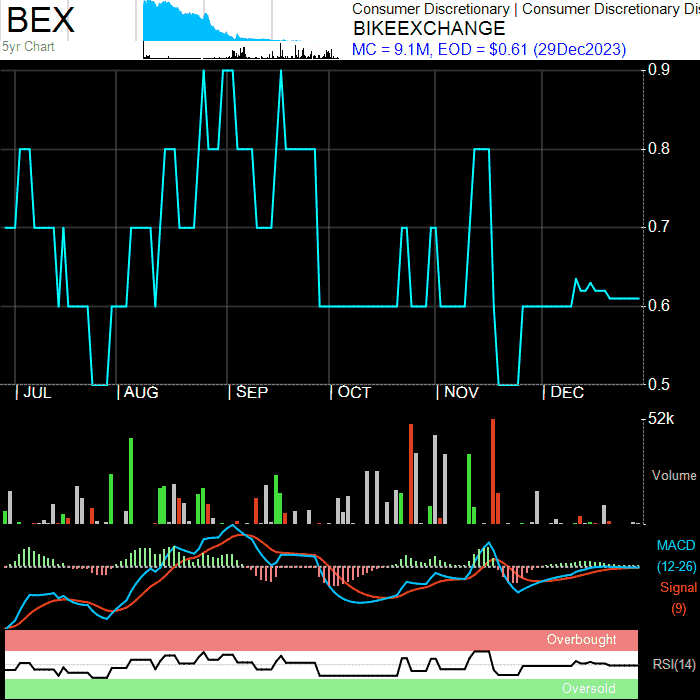 BEX
5yr Chart
Consumer Discretionary | Consumer Discretionary Dis
BIKEEXCHANGE
MC = 9.1M, EOD = $0.61 (29Dec2023)
0.9
0.8
0.7
0.6
0.5
JUL AUG SEP OCT NOV DEC
52k
Volume
MACD
(12-26)
Signal
(9)
Overbought
RSI(14)
Oversold